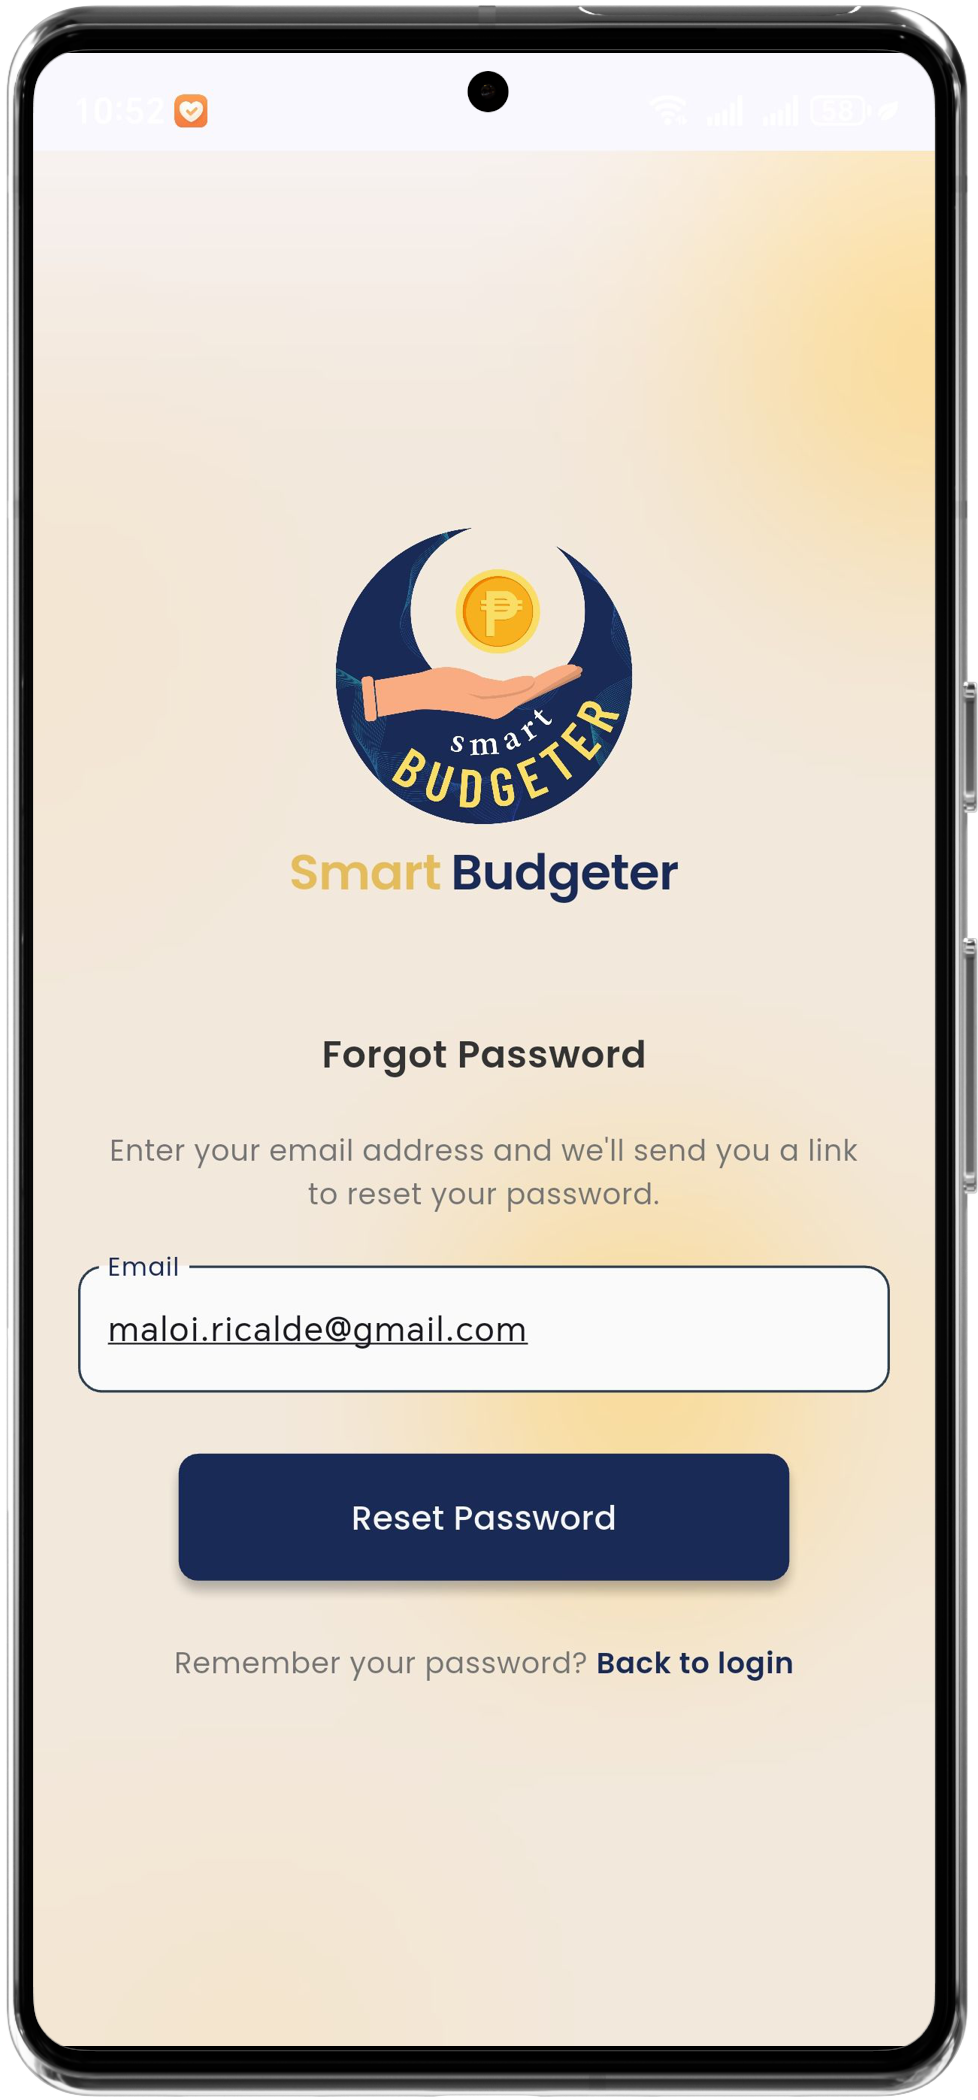 10:52
58
smart
BUDGETER
Smart Budgeter
Forgot Password
Enter your email address and we'll send you a link
to reset your password.
Email
maloi.ricalde@gmail.com
Reset Password
Remember your password? Back to login